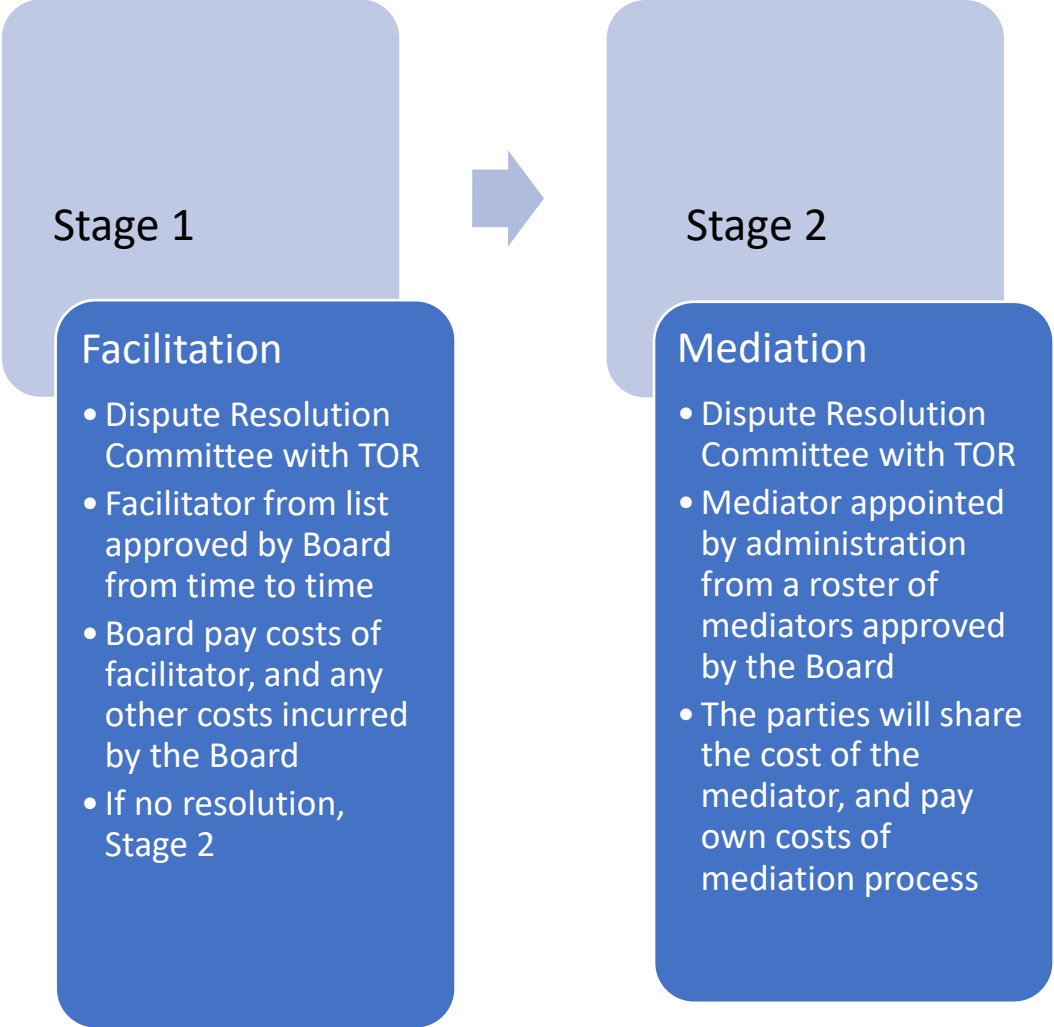 Stage 1
Facilitation
• Dispute Resolution
Committee with TOR
• Facilitator from list
approved by Board
from time to time
• Board pay costs of
facilitator, and any
other costs incurred
by the Board
• If no resolution,
Stage 2
Stage 2
Mediation
• Dispute Resolution
Committee with TOR
• Mediator appointed
by administration
from a roster of
mediators approved
by the Board
• The parties will share
the cost of the
mediator, and pay
own costs of
mediation process